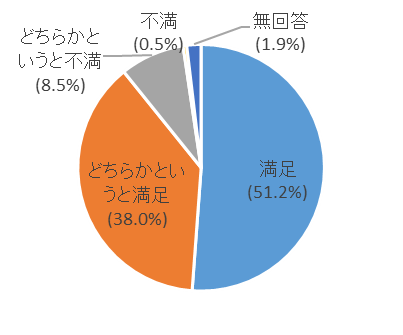 満足
(51.2%)
どちらかとい
うと満足
(38.0%)
どちらかと
いうと不満
(8.5%)
不満
(0.5%)
無回答
(1.9%)